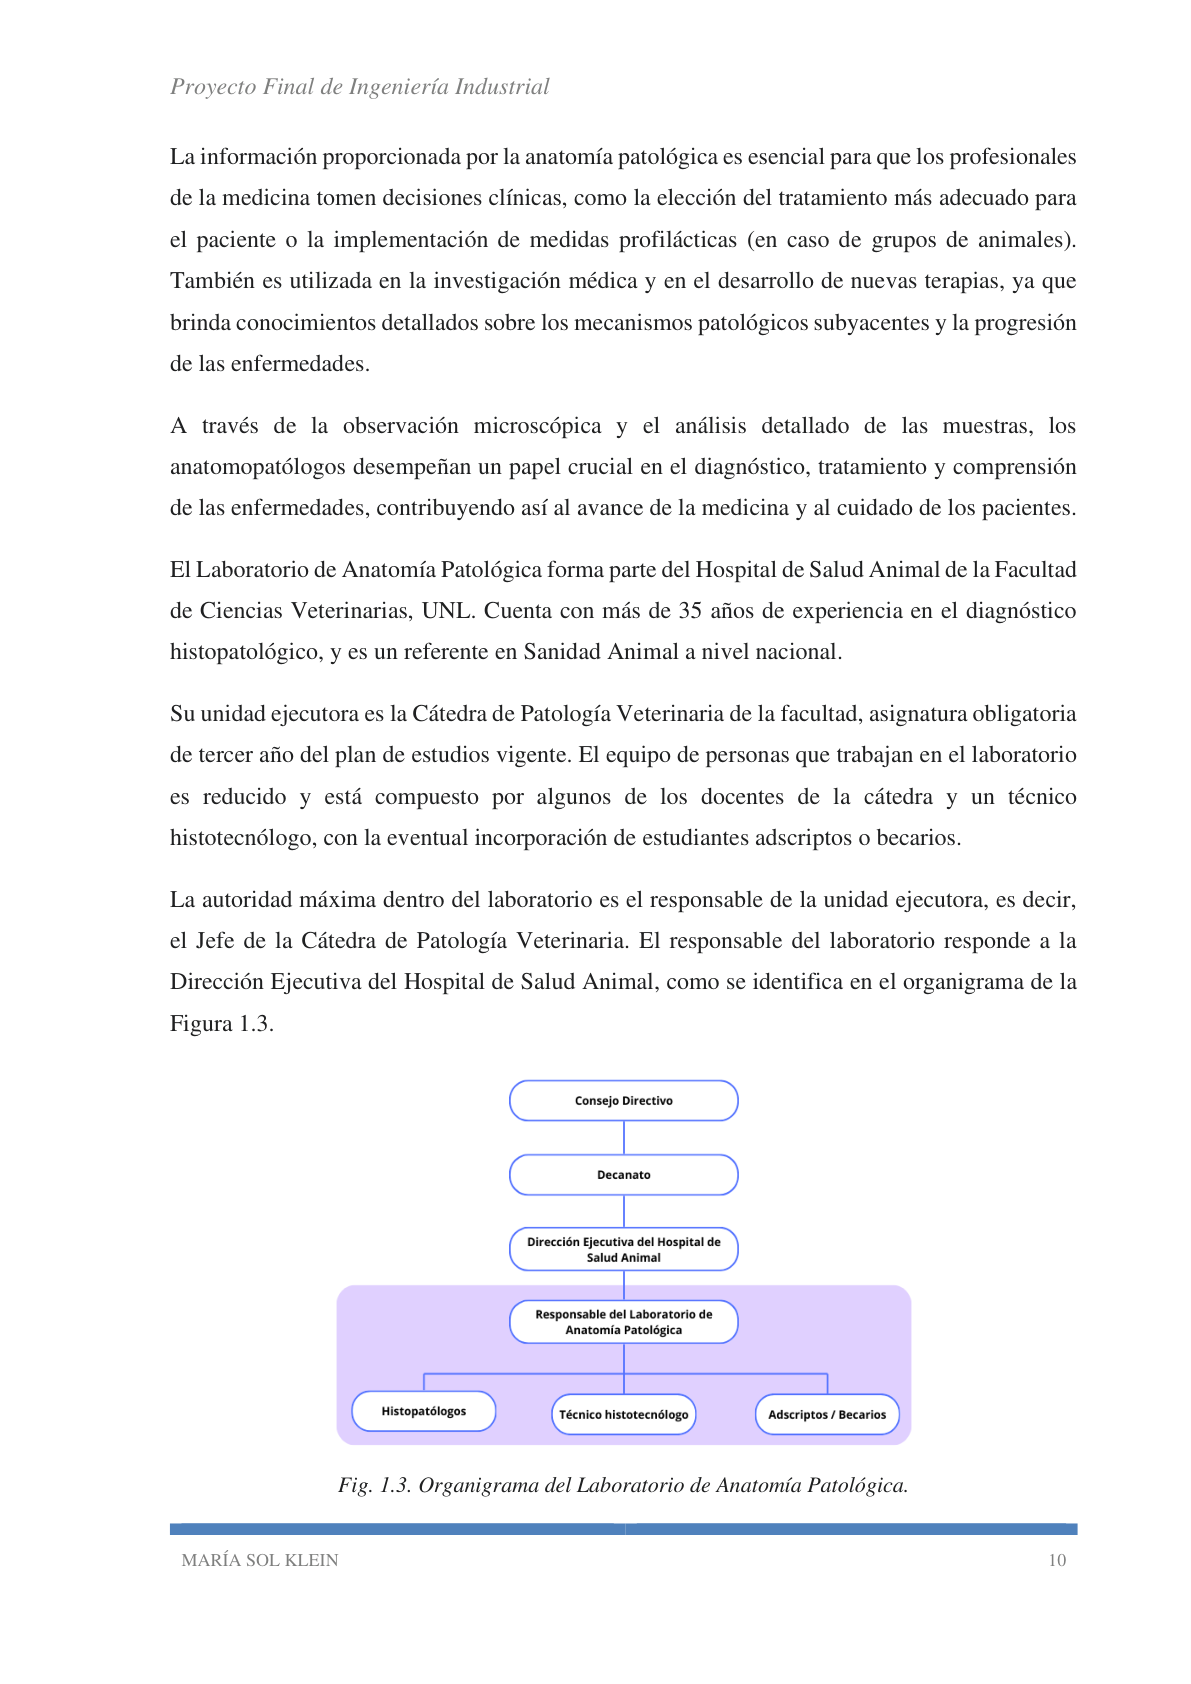 Proyecto Final de Ingeniería Industrial
La información proporcionada por la anatomía patológica es esencial para que los profesionales
de la medicina tomen decisiones clínicas, como la elección del tratamiento más adecuado para
el paciente o la implementación de medidas profilácticas (en caso de grupos de animales).
También es utilizada en la investigación médica y en el desarrollo de nuevas terapias, ya que
brinda conocimientos detallados sobre los mecanismos patológicos subyacentes y la progresión
de las enfermedades.
A través de la observación microscópica y el análisis detallado de las muestras, los
anatomopatólogos desempeñan un papel crucial en el diagnóstico, tratamiento y comprensión
de las enfermedades, contribuyendo así al avance de la medicina y al cuidado de los pacientes.
El Laboratorio de Anatomía Patológica forma parte del Hospital de Salud Animal de la Facultad
de Ciencias Veterinarias, UNL. Cuenta con más de 35 años de experiencia en el diagnóstico
histopatológico, y es un referente en Sanidad Animal a nivel nacional.
Su unidad ejecutora es la Cátedra de Patología Veterinaria de la facultad, asignatura obligatoria
de tercer año del plan de estudios vigente. El equipo de personas que trabajan en el laboratorio
es reducido y está compuesto por algunos de los docentes de la cátedra y un técnico
histotecnólogo, con la eventual incorporación de estudiantes adscriptos o becarios.
La autoridad máxima dentro del laboratorio es el responsable de la unidad ejecutora, es decir,
el Jefe de la Cátedra de Patología Veterinaria. El responsable del laboratorio responde a la
Dirección Ejecutiva del Hospital de Salud Animal, como se identifica en el organigrama de la
Figura 1.3.
Consejo Directivo
Decanato
Dirección Ejecutiva del Hospital de
Salud Animal
Responsable del Laboratorio de
Anatomía Patológica
Histopatólogos
Técnico histotecnólogo
Adscriptos / Becarios
Fig. 1.3. Organigrama del Laboratorio de Anatomía Patológica.
MARÍA SOL KLEIN
10